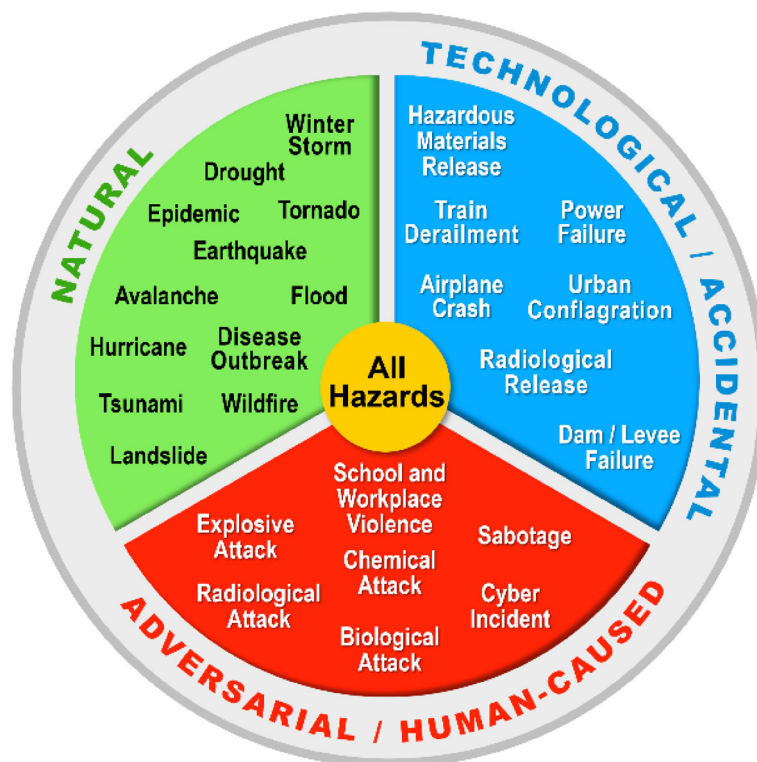 NATURAL
Winter
Storm
Drought
Epidemic
Tornado
Earthquake
Avalanche
Flood
Hurricane
Disease
Outbreak
Tsunami
Wildfire
Landslide
TECHNOLOGICAL / ACCIDENTAL
Hazardous
Materials
Release
Train
Derailment
Power
Failure
Airplane
Crash
Urban
Conflagration
Radiological
Release
Dam / Levee
Failure
All
Hazards
School and
Workplace
Violence
Explosive
Attack
Sabotage
Chemical
Attack
Radiological
Attack
Cyber
Incident
Biological
Attack
ADVERSARIAL / HUMAN-CAUSED